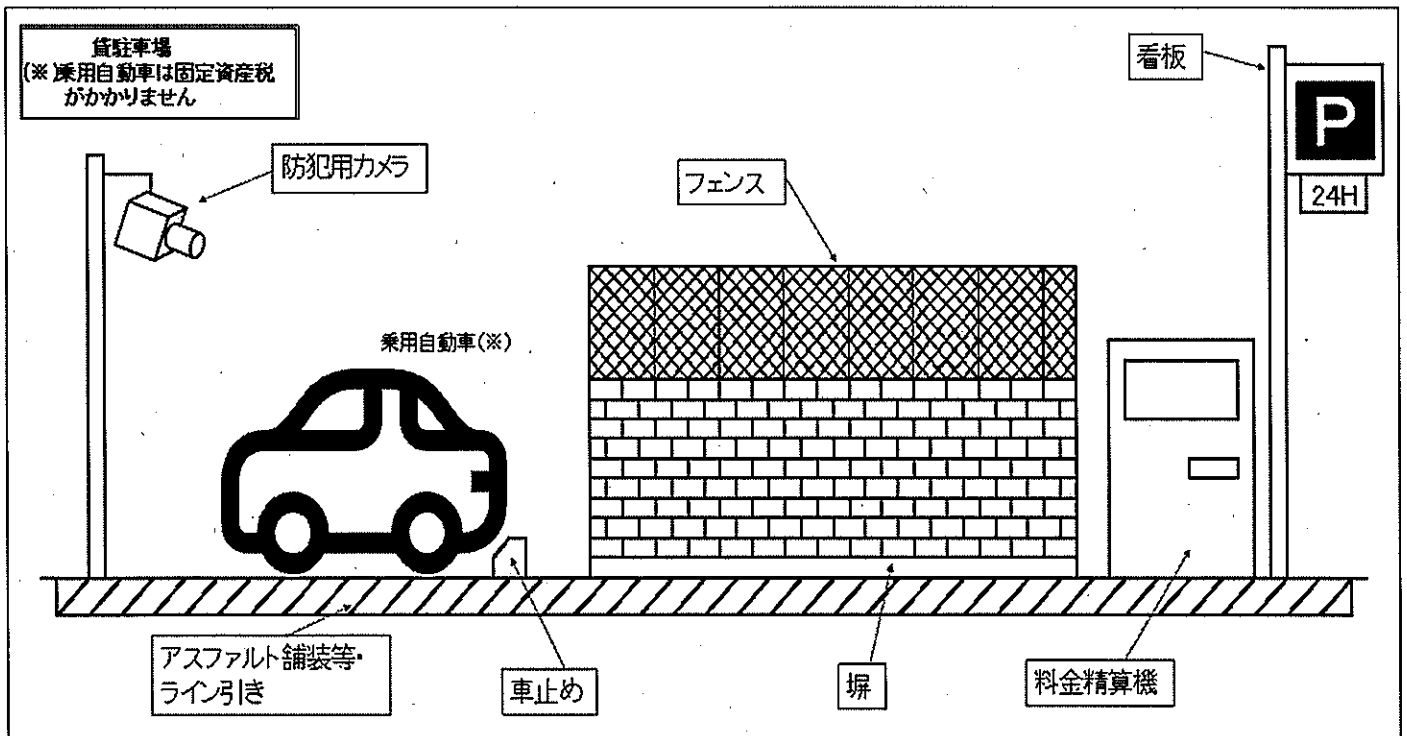 貸駐車場
(※)乗用自動車は固定資産税
がかかりません
看板
P
24H
防犯用カメラ
フェンス
乗用自動車(※)
アスファルト舗装等・
ライン引き
車止め
塀
料金精算機